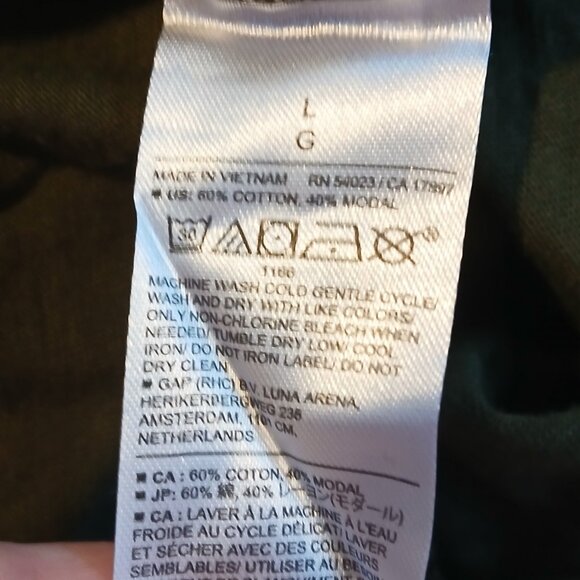 L
G
MADE IN VIETNAM RN 54023 / CA 17897
■ US: 60% COTTON, 40% MODAL
30
1166
MACHINE WASH COLD GENTLE CYCLE/
WASH AND DRY WITH LIKE COLORS/
ONLY NON-CHLORINE BLEACH WHEN
NEEDED/ TUMBLE DRY LOW/ COOL
IRON/ DO NOT IRON LABEL/ DO NOT
DRY CLEAN
■ GAP (RHC) BV, LUNA ARENA,
HERIKERBERGWEG 236
AMSTERDAM, 1101 CM,
NETHERLANDS
■ CA : 60% COTON, 40% MODAL
■ JP: 60% 綿, 40% レーヨン(モダール)
■ CA : LAVER À LA MACHINE À L'EAU
FROIDE AU CYCLE DÉLICAT/ LAVER
ET SÉCHER AVEC DES COULEURS
SEMBLABLES/ UTILISER AU